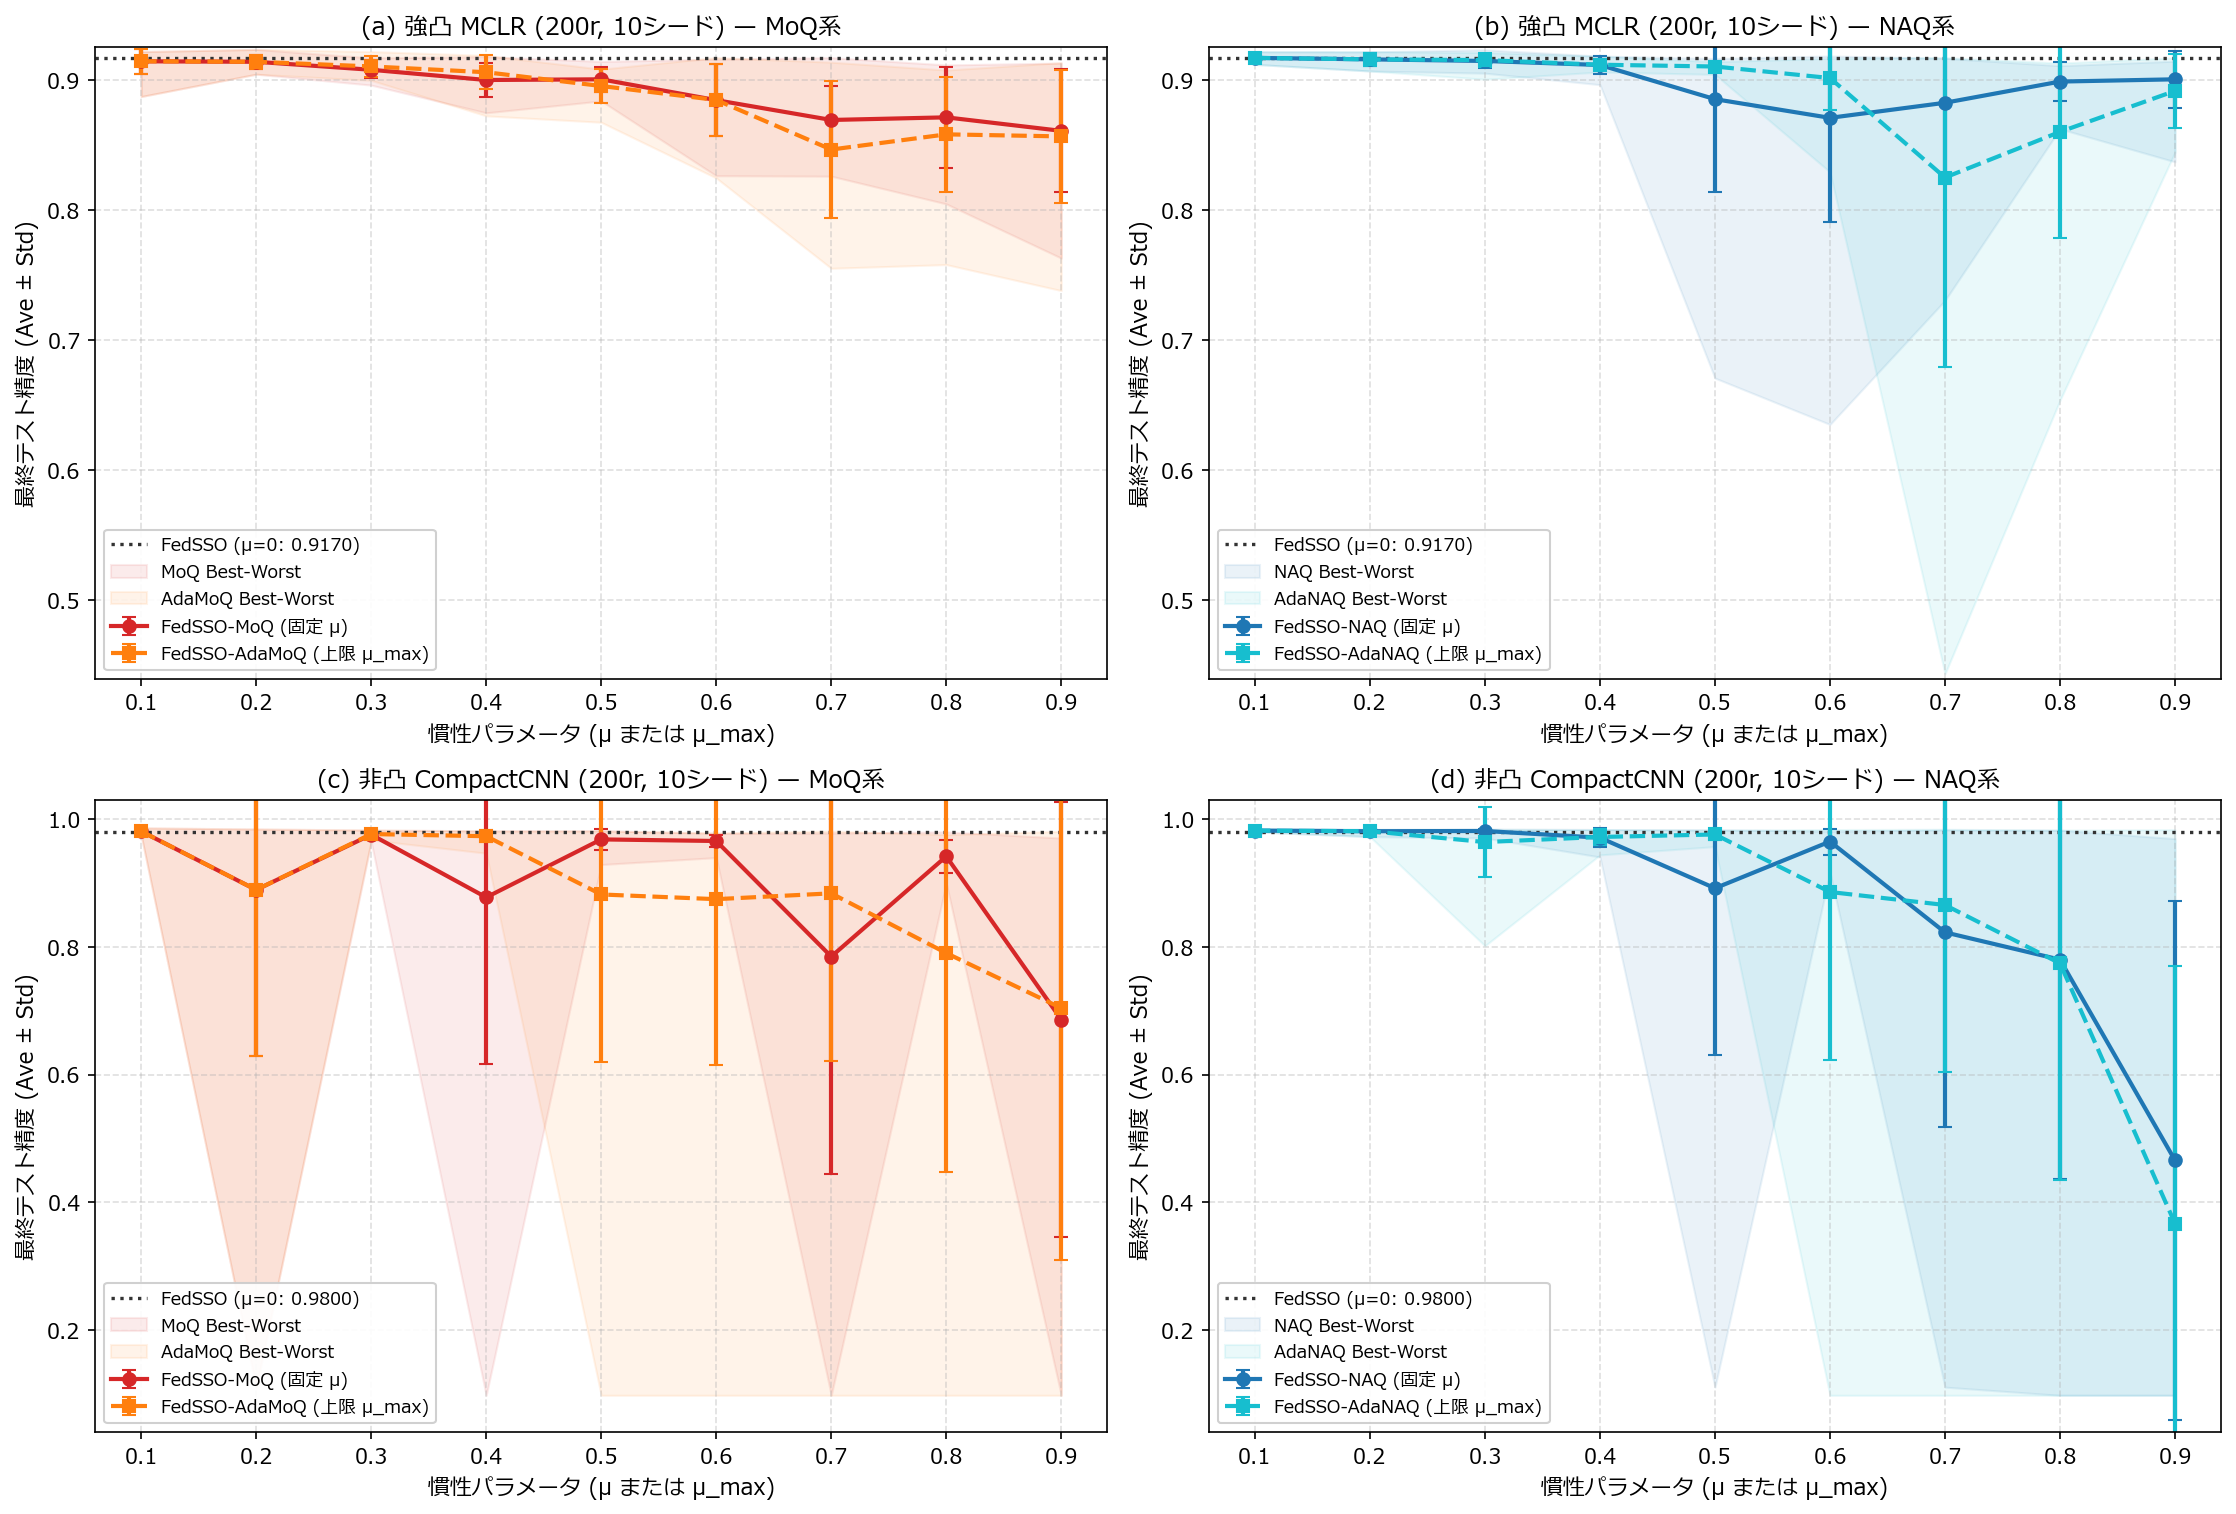 (a) 強凸 MCLR (200r, 10シード) — MoQ系
最終テスト精度 (Ave ± Std)
0.9
0.8
0.7
0.6
0.5
FedSSO (μ=0: 0.9170)
MoQ Best-Worst
AdaMoQ Best-Worst
FedSSO-MoQ (固定 μ)
FedSSO-AdaMoQ (上限 μ_max)
0.1 0.2 0.3 0.4 0.5 0.6 0.7 0.8 0.9
慣性パラメータ (μ または μ_max)
(b) 強凸 MCLR (200r, 10シード) — NAQ系
最終テスト精度 (Ave ± Std)
0.9
0.8
0.7
0.6
0.5
FedSSO (μ=0: 0.9170)
NAQ Best-Worst
AdaNAQ Best-Worst
FedSSO-NAQ (固定 μ)
FedSSO-AdaNAQ (上限 μ_max)
0.1 0.2 0.3 0.4 0.5 0.6 0.7 0.8 0.9
慣性パラメータ (μ または μ_max)
(c) 非凸 CompactCNN (200r, 10シード) — MoQ系
最終テスト精度 (Ave ± Std)
1.0
0.8
0.6
0.4
0.2
FedSSO (μ=0: 0.9800)
MoQ Best-Worst
AdaMoQ Best-Worst
FedSSO-MoQ (固定 μ)
FedSSO-AdaMoQ (上限 μ_max)
0.1 0.2 0.3 0.4 0.5 0.6 0.7 0.8 0.9
慣性パラメータ (μ または μ_max)
(d) 非凸 CompactCNN (200r, 10シード) — NAQ系
最終テスト精度 (Ave ± Std)
1.0
0.8
0.6
0.4
0.2
FedSSO (μ=0: 0.9800)
NAQ Best-Worst
AdaNAQ Best-Worst
FedSSO-NAQ (固定 μ)
FedSSO-AdaNAQ (上限 μ_max)
0.1 0.2 0.3 0.4 0.5 0.6 0.7 0.8 0.9
慣性パラメータ (μ または μ_max)